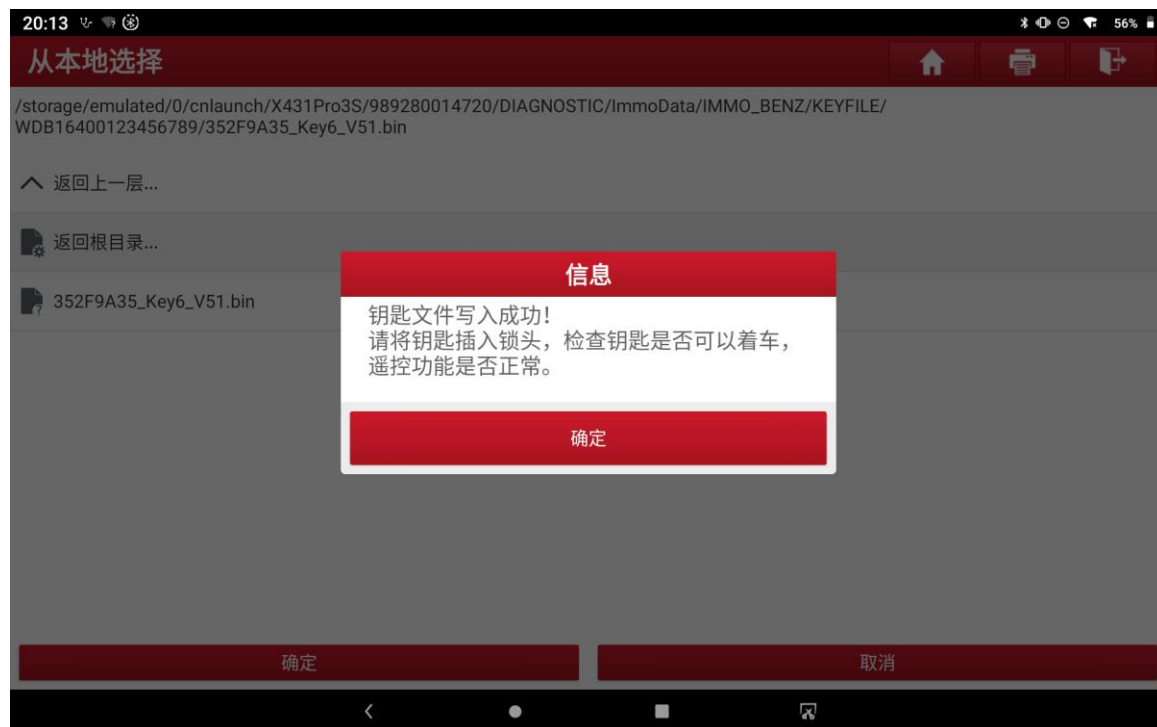 20:13
56%
从本地选择
/storage/emulated/0/cnlaunch/X431Pro3S/989280014720/DIAGNOSTIC/ImmoData/IMMO_BENZ/KEYFILE/
WDB16400123456789/352F9A35_Key6_V51.bin
返回上一层...
返回根目录...
352F9A35_Key6_V51.bin
信息
钥匙文件写入成功!
请将钥匙插入锁头，检查钥匙是否可以着车，
遥控功能是否正常。
确定
确定
取消